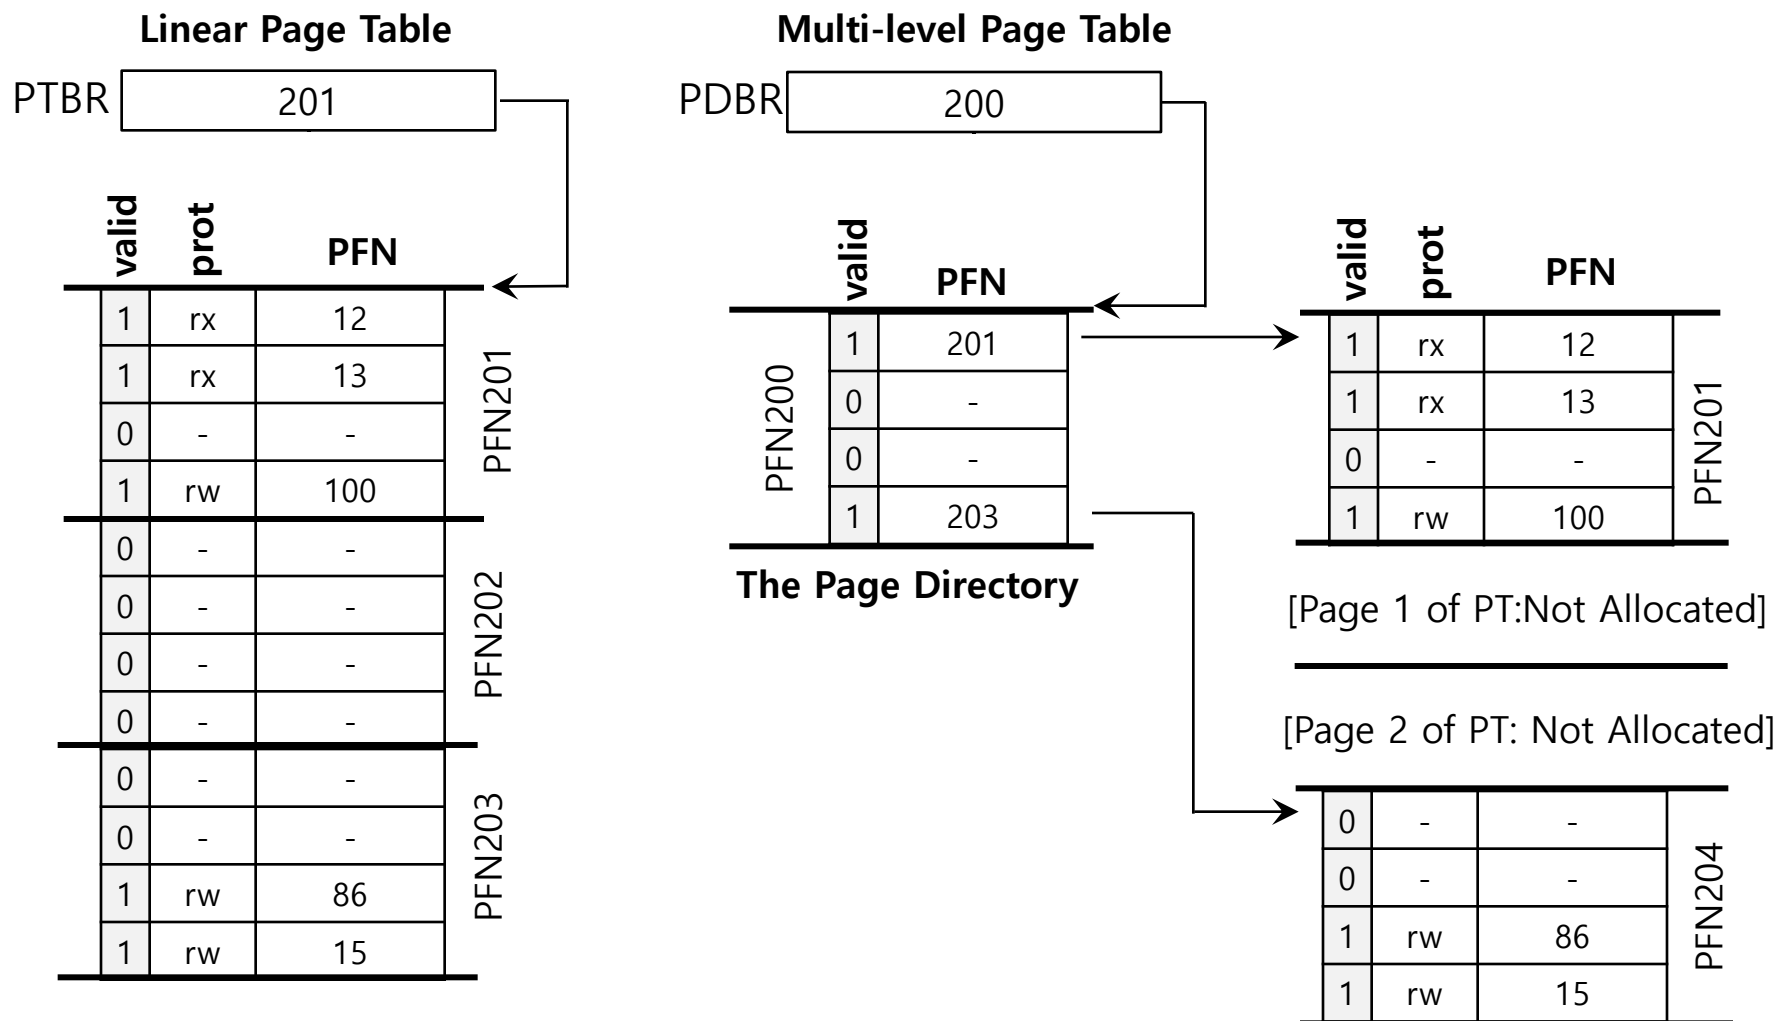 Linear Page Table
PTBR 201
valid prot PFN
1 rx 12
1 rx 13
0 - -
1 rw 100
PFN201
0 - -
0 - -
0 - -
0 - -
PFN202
0 - -
0 - -
1 rw 86
1 rw 15
PFN203
Multi-level Page Table
PDBR 200
valid PFN
PFN200
1 201
0 -
0 -
1 203
The Page Directory
valid prot PFN
1 rx 12
1 rx 13
0 - -
1 rw 100
PFN201
[Page 1 of PT:Not Allocated]
[Page 2 of PT: Not Allocated]
0 - -
0 - -
1 rw 86
1 rw 15
PFN204